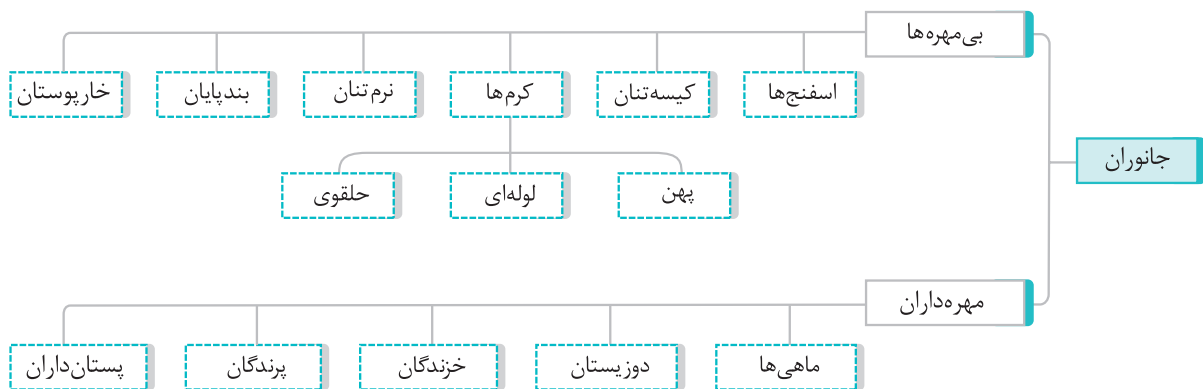 جانوران
بی‌مهره‌ها
اسفنج‌ها
کیسه‌تنان
کرم‌ها
نرم‌تنان
بندپایان
خارپوستان
پهن
لوله‌ای
حلقوی
مهره‌داران
ماهی‌ها
دوزیستان
خزندگان
پرندگان
پستان‌داران